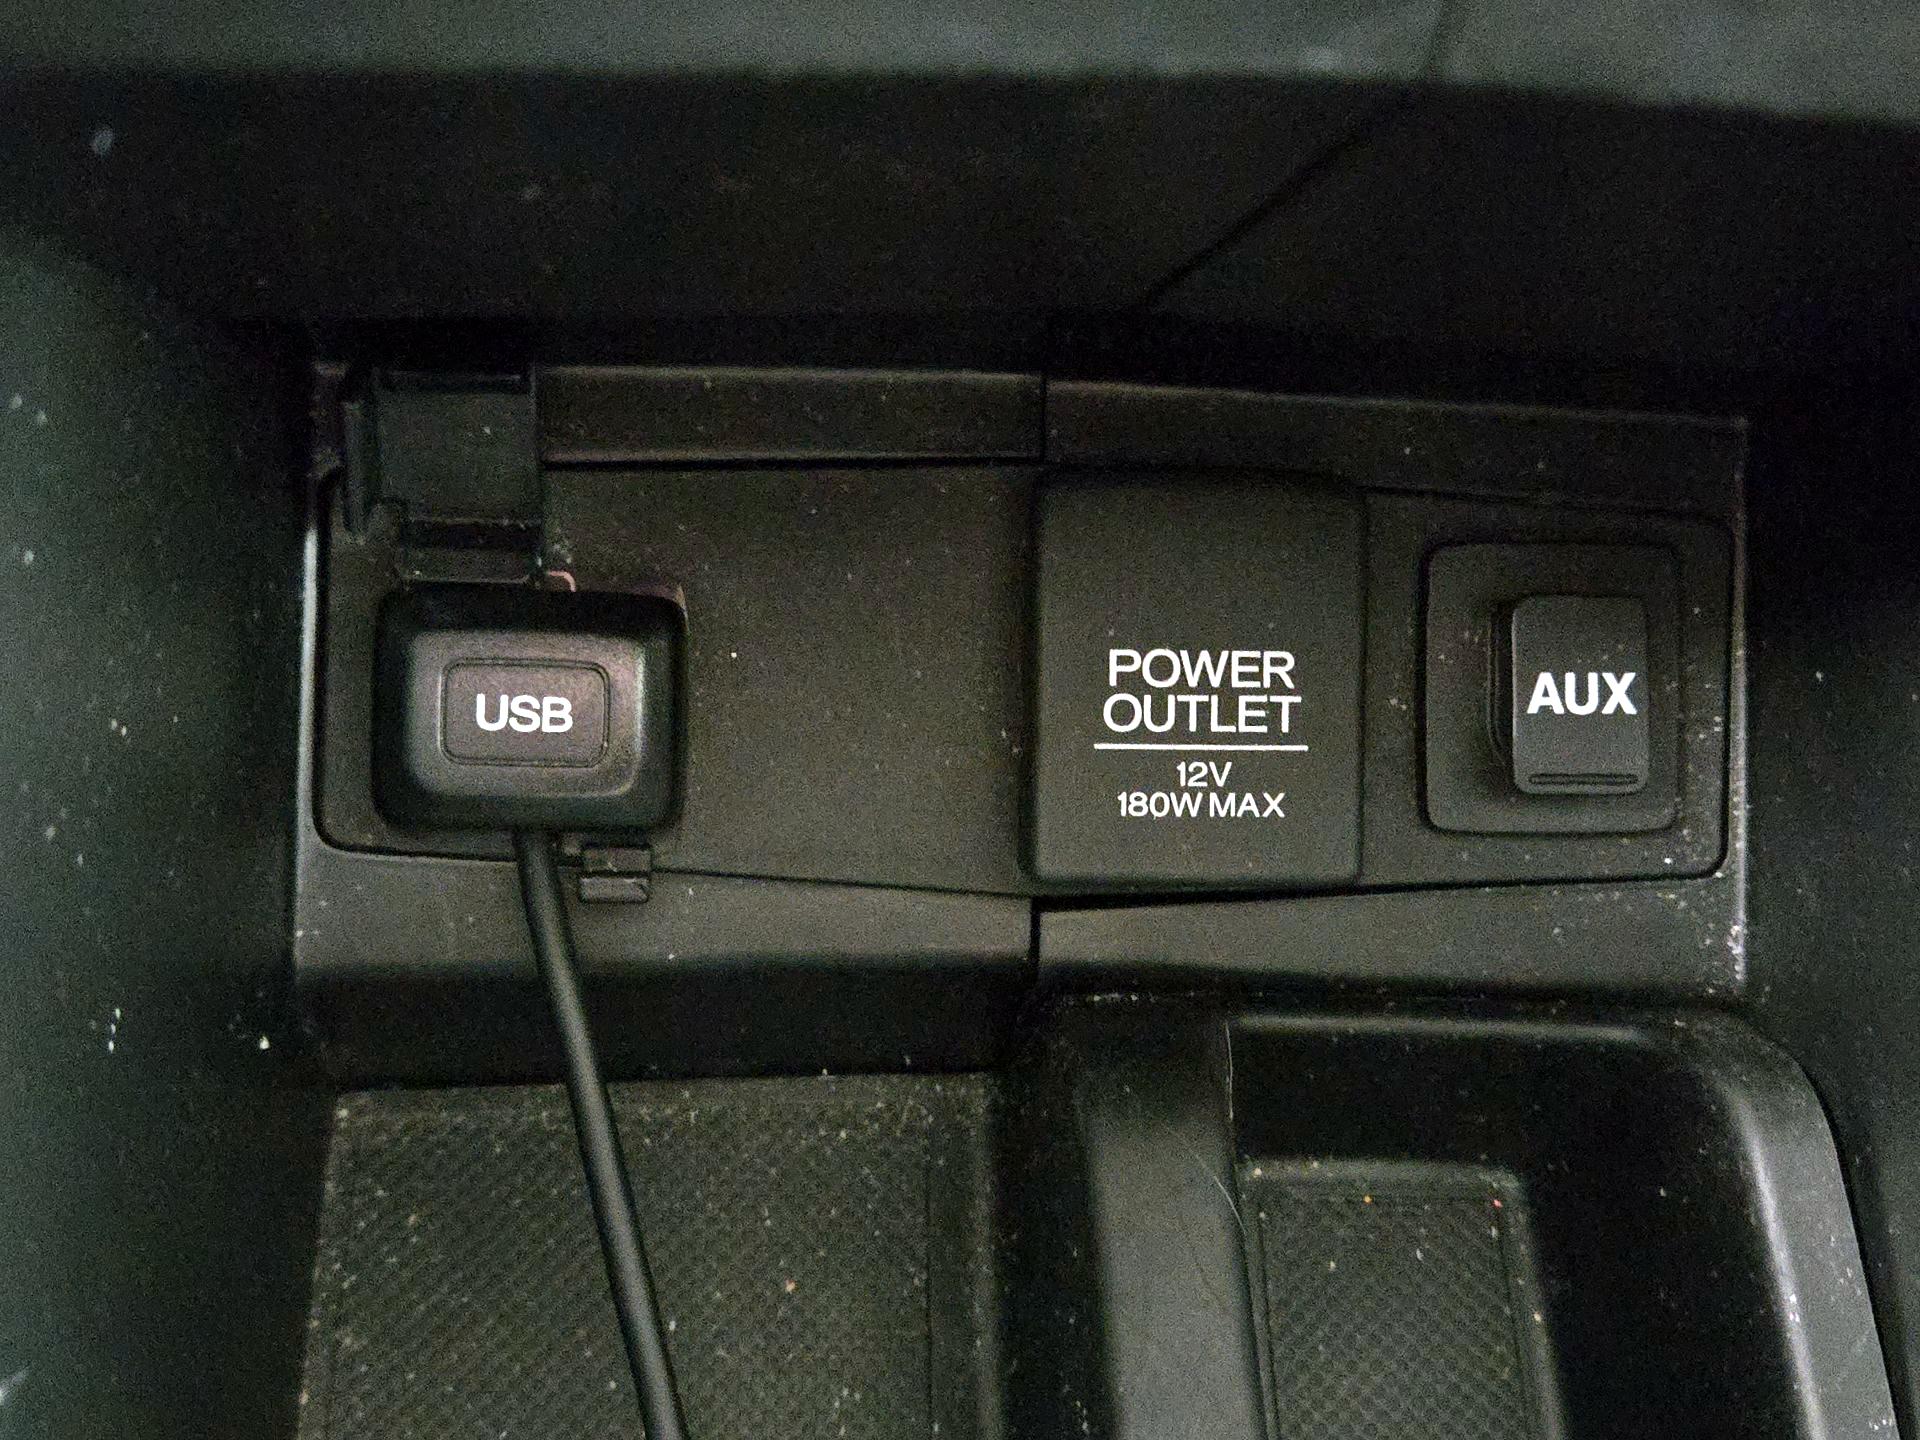 USB
POWER
OUTLET
12V
180W MAX
AUX